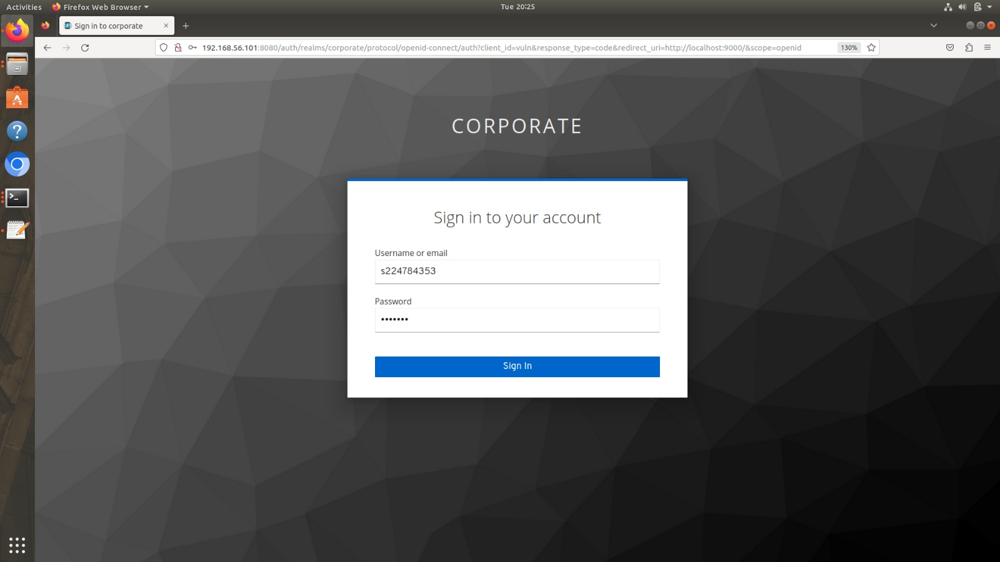 Activities
Firefox Web Browser
Tue 20:25
Sign in to corporate
192.168.56.101:8080/auth/realms/corporate/protocol/openid-connect/auth?client_id=vuln&response_type=code&redirect_uri=http://localhost:9000/&scope=openid
130%
CORPORATE
Sign in to your account
Username or email
s224784353
Password
•••••••
Sign In